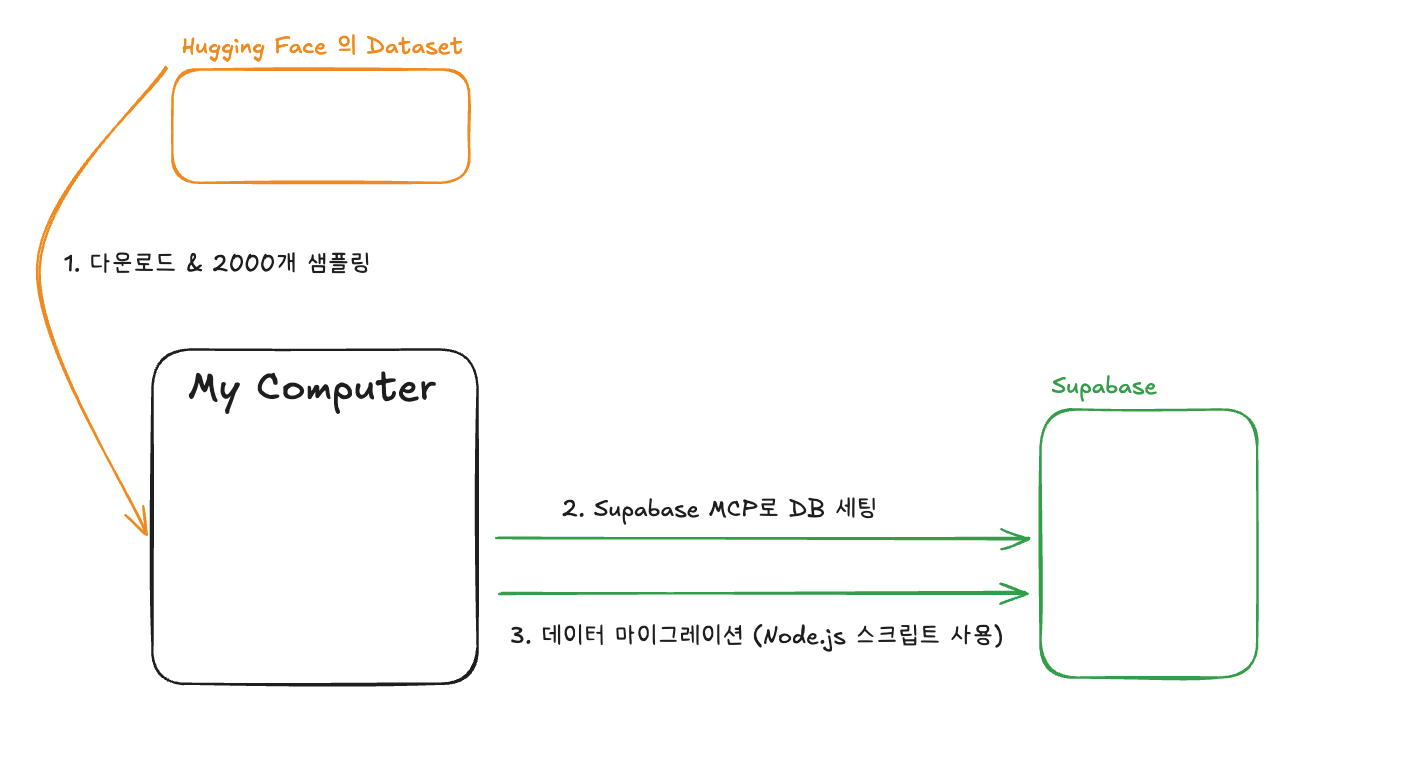 Hugging Face 의 Dataset
1. 다운로드 & 2000개 샘플링
My Computer
Supabase
2. Supabase MCP로 DB 세팅
3. 데이터 마이그레이션 (Node.js 스크립트 사용)